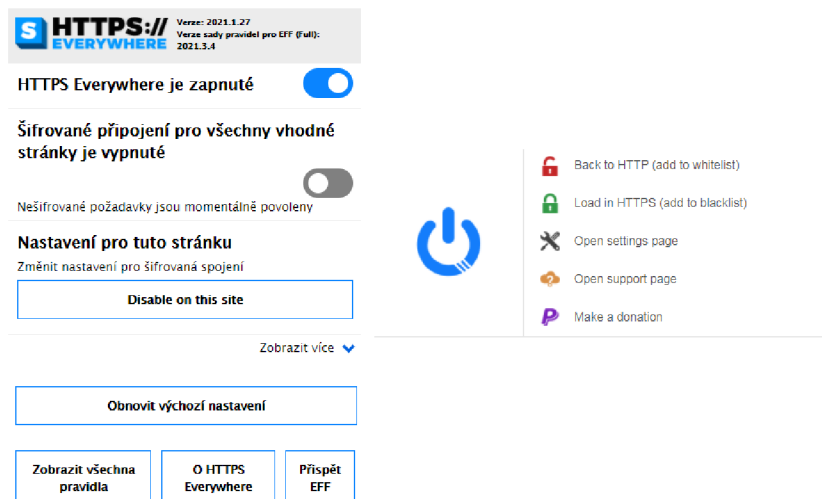 S HTTPS://
EVERYWHERE
Verze: 2021.1.27
Verze sady pravidel pro EFF (Full):
2021.3.4
HTTPS Everywhere je zapnuté
Šifrované připojení pro všechny vhodné
stránky je vypnuté
Nešifrované požadavky jsou momentálně povoleny
Nastavení pro tuto stránku
Změnit nastavení pro šifrovaná spojení
Disable on this site
Zobrazit více
Obnovit výchozí nastavení
Zobrazit všechna
pravidla
O HTTPS
Everywhere
Přispět
EFF
Back to HTTP (add to whitelist)
Load in HTTPS (add to blacklist)
Open settings page
Open support page
Make a donation